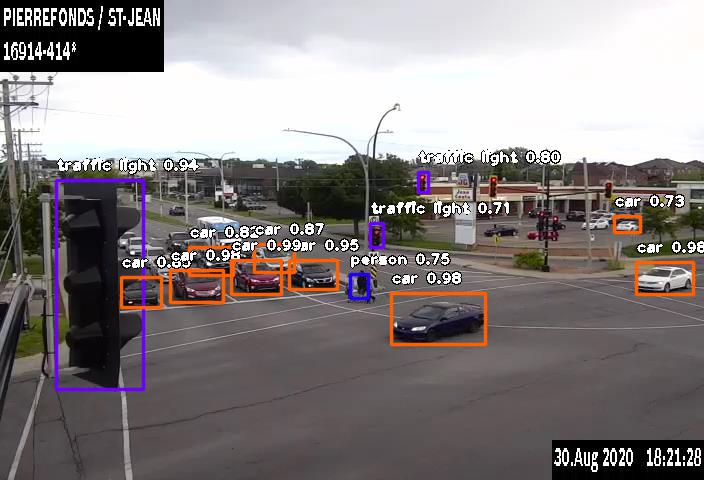 PIERREFONDS / ST-JEAN
16914-414*
traffic light 0.94
traffic light 0.80
traffic light 0.71
car 0.73
car 0.87
car 0.99
car 0.95
car 0.98
person 0.75
car 0.98
car 0.98
30.Aug 2020 18:21:28